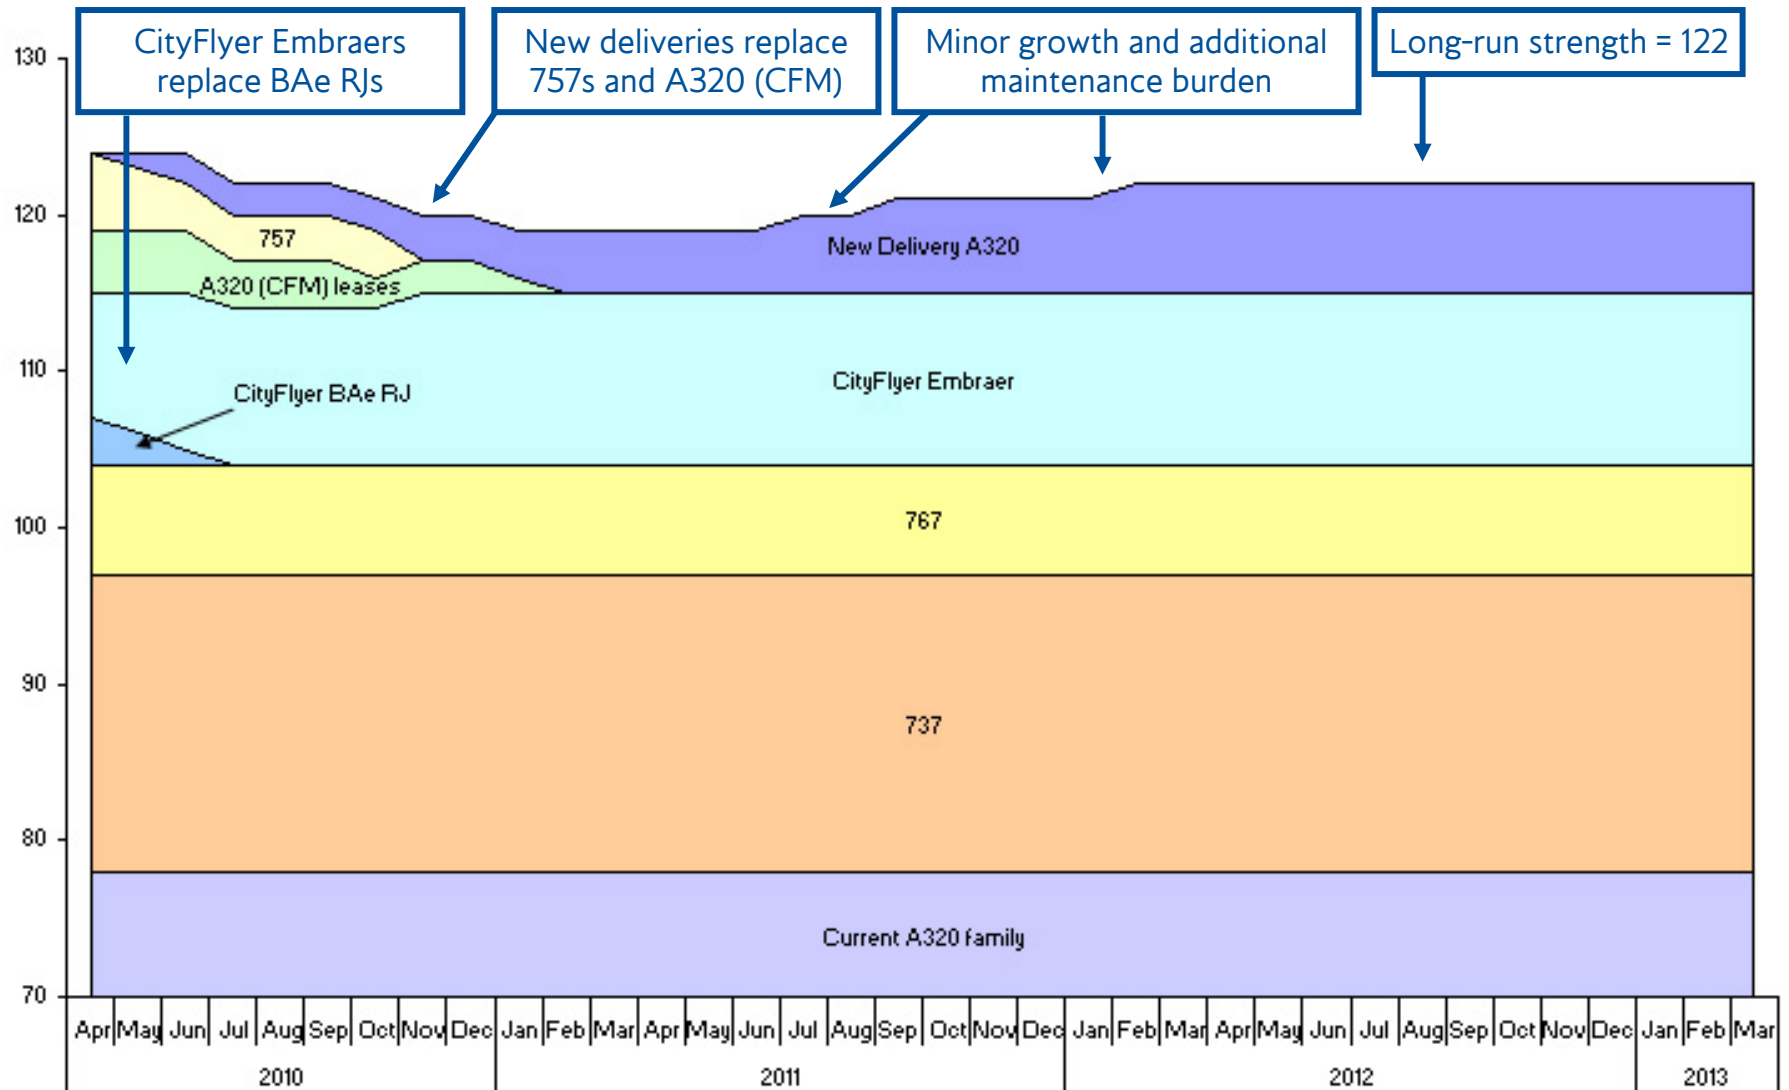 CityFlyer Embraers
replace BAe RJs
New deliveries replace
757s and A320 (CFM)
Minor growth and additional
maintenance burden
Long-run strength = 122
130
120
110
100
90
80
70
757
A320 (CFM) leases
New Delivery A320
CityFlyer BAe RJ
CityFlyer Embraer
767
737
Current A320 family
Apr May Jun Jul Aug Sep Oct Nov Dec Jan Feb Mar Apr May Jun Jul Aug Sep Oct Nov Dec Jan Feb Mar Apr May Jun Jul Aug Sep Oct Nov Dec Jan Feb Mar
2010 2011 2012 2013